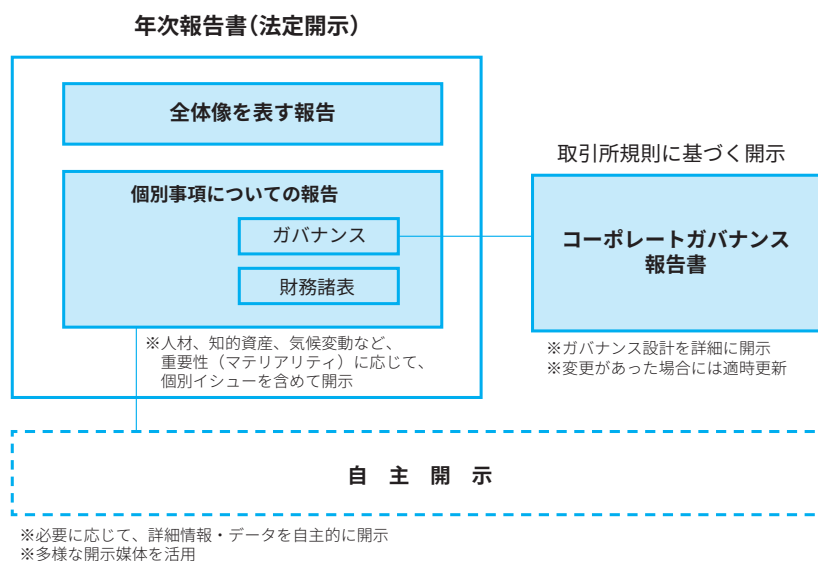 年次報告書（法定開示）
全体像を表す報告
個別事項についての報告
ガバナンス
財務諸表
※人材、知的資産、気候変動など、
重要性（マテリアリティ）に応じて、
個別イシューを含めて開示
取引所規則に基づく開示
コーポレートガバナンス
報告書
※ガバナンス設計を詳細に開示
※変更があった場合には適時更新
自 主 開 示
※必要に応じて、詳細情報・データを自主的に開示
※多様な開示媒体を活用